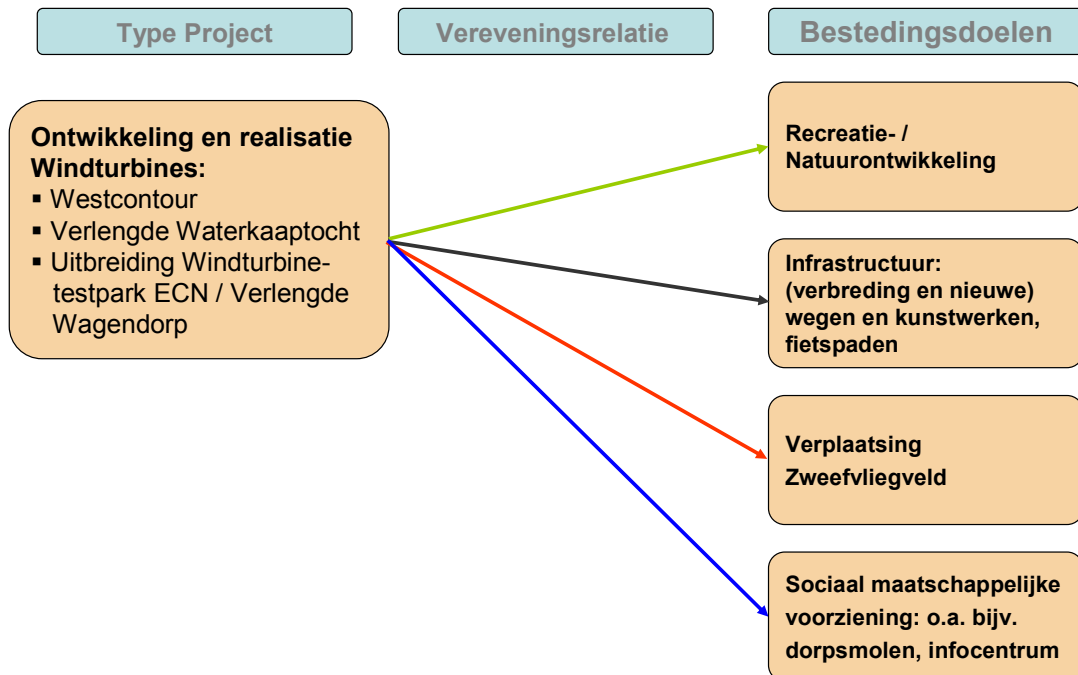 Type Project
Vereveningsrelatie
Bestedingsdoelen
Ontwikkeling en realisatie
Windturbines:
▪ Westcontour
▪ Verlengde Waterkaaptocht
▪ Uitbreiding Windturbine-
testpark ECN / Verlengde
Wagendorp
Recreatie- /
Natuurontwikkeling
Infrastructuur:
(verbreding en nieuwe)
wegen en kunstwerken,
fietspaden
Verplaatsing
Zweefvliegveld
Sociaal maatschappelijke
voorziening: o.a. bijv.
dorpsmolen, infocentrum